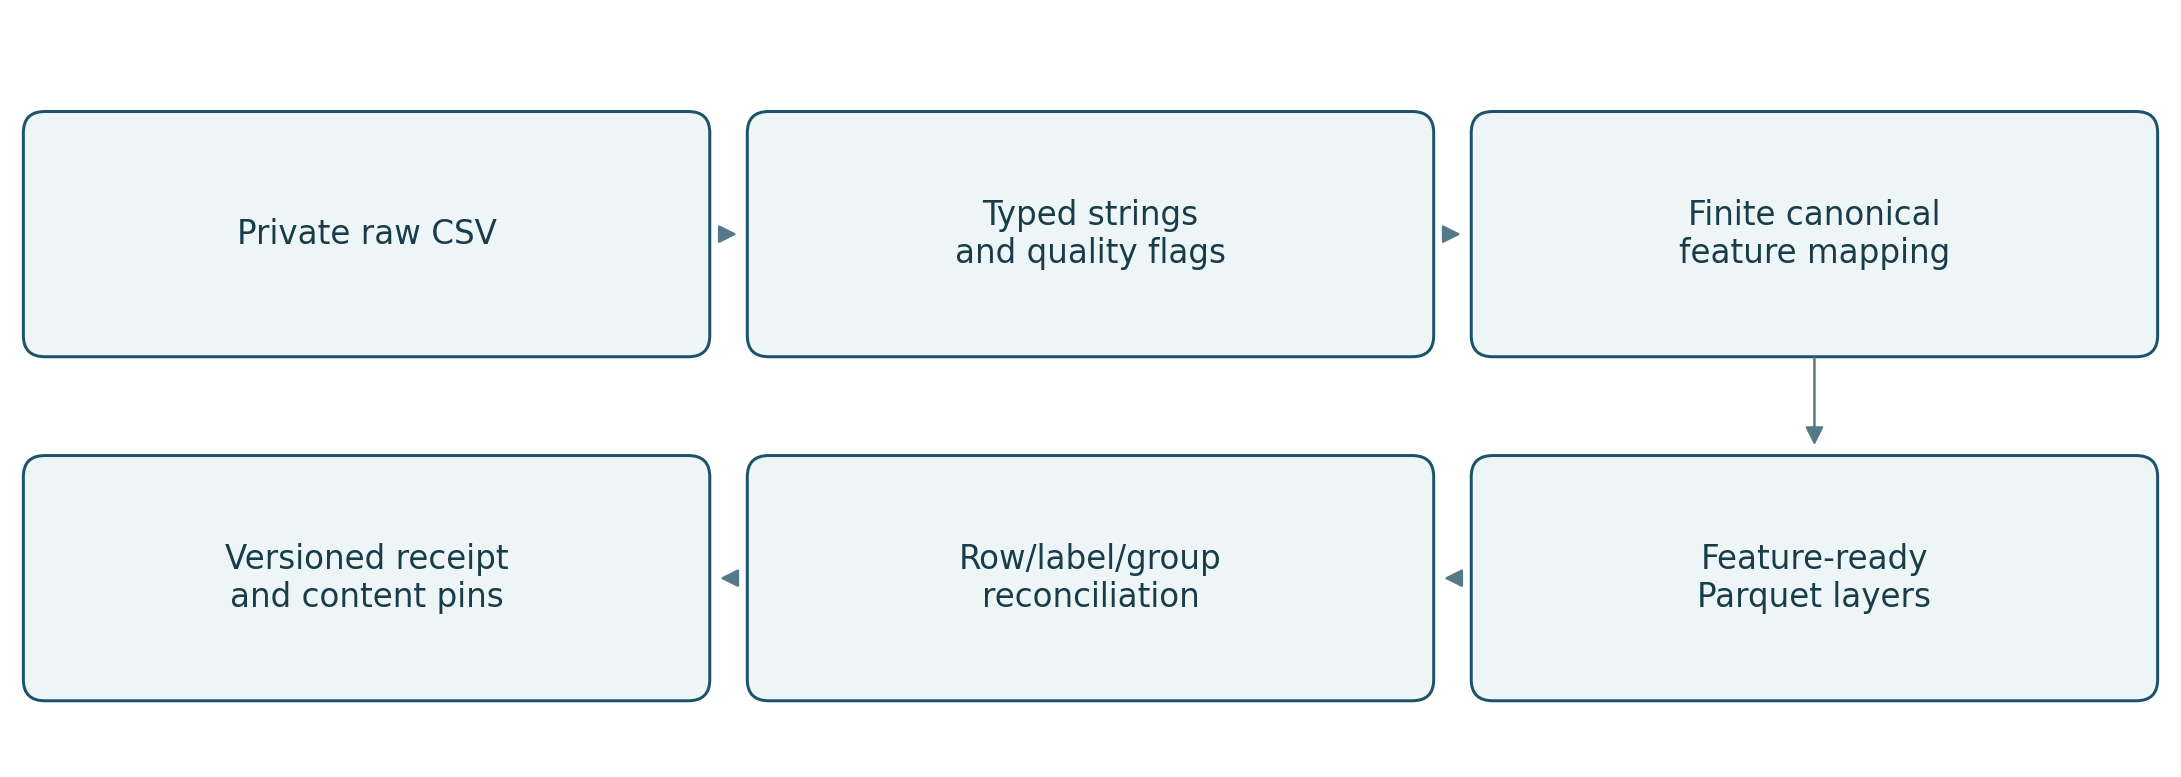 Private raw CSV
Typed strings
and quality flags
Finite canonical
feature mapping
Feature-ready
Parquet layers
Row/label/group
reconciliation
Versioned receipt
and content pins